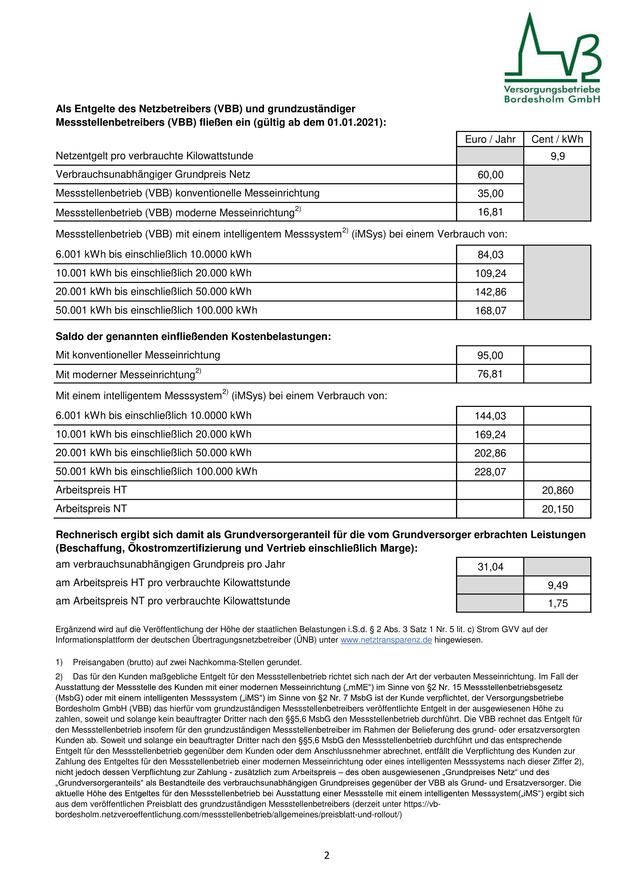 VB
Versorgungsbetriebe
Bordesholm GmbH
Als Entgelte des Netzbetreibers (VBB) und grundzuständiger
Messstellenbetreibers (VBB) fließen ein (gültig ab dem 01.01.2021):
Euro / Jahr Cent / kWh
Netzentgelt pro verbrauchte Kilowattstunde 9,9
Verbrauchsunabhängiger Grundpreis Netz 60,00
Messstellenbetrieb (VBB) konventionelle Messeinrichtung 35,00
Messstellenbetrieb (VBB) moderne Messeinrichtung2) 16,81
Messstellenbetrieb (VBB) mit einem intelligentem Messsystem2) (iMSys) bei einem Verbrauch von:
6.001 kWh bis einschließlich 10.0000 kWh 84,03
10.001 kWh bis einschließlich 20.000 kWh 109,24
20.001 kWh bis einschließlich 50.000 kWh 142,86
50.001 kWh bis einschließlich 100.000 kWh 168,07
Saldo der genannten einfließenden Kostenbelastungen:
Mit konventioneller Messeinrichtung 95,00
Mit moderner Messeinrichtung2) 76,81
Mit einem intelligentem Messsystem2) (iMSys) bei einem Verbrauch von:
6.001 kWh bis einschließlich 10.0000 kWh 144,03
10.001 kWh bis einschließlich 20.000 kWh 169,24
20.001 kWh bis einschließlich 50.000 kWh 202,86
50.001 kWh bis einschließlich 100.000 kWh 228,07
Arbeitspreis HT 20,860
Arbeitspreis NT 20,150
Rechnerisch ergibt sich damit als Grundversorgeranteil für die vom Grundversorger erbrachten Leistungen
(Beschaffung, Ökostromzertifizierung und Vertrieb einschließlich Marge):
am verbrauchsunabhängigen Grundpreis pro Jahr 31,04
am Arbeitspreis HT pro verbrauchte Kilowattstunde 9,49
am Arbeitspreis NT pro verbrauchte Kilowattstunde 1,75
Ergänzend wird auf die Veröffentlichung der Höhe der staatlichen Belastungen i.S.d. § 2 Abs. 3 Satz 1 Nr. 5 lit. c) Strom GVV auf der
Informationsplattform der deutschen Übertragungsnetzbetreiber (ÜNB) unter www.netztransparenz.de hingewiesen.
1) Preisangaben (brutto) auf zwei Nachkomma-Stellen gerundet.
2) Das für den Kunden maßgebliche Entgelt für den Messstellenbetrieb richtet sich nach der Art der verbauten Messeinrichtung. Im Fall der
Ausstattung der Messstelle des Kunden mit einer modernen Messeinrichtung („mME“) im Sinne von §2 Nr. 15 Messstellenbetriebsgesetz
(MsbG) oder mit einem intelligenten Messsystem („iMS“) im Sinne von §2 Nr. 7 MsbG ist der Kunde verpflichtet, der Versorgungsbetriebe
Bordesholm GmbH (VBB) das hierfür vom grundzuständigen Messstellenbetreibers veröffentlichte Entgelt in der ausgewiesenen Höhe zu
zahlen, soweit und solange kein beauftragter Dritter nach den §§5,6 MsbG den Messstellenbetrieb durchführt. Die VBB rechnet das Entgelt für
den Messstellenbetrieb insofern für den grundzuständigen Messstellenbetreiber im Rahmen der Belieferung des grund- oder ersatzversorgten
Kunden ab. Soweit und solange ein beauftragter Dritter nach den §§5,6 MsbG den Messstellenbetrieb durchführt und das entsprechende
Entgelt für den Messstellenbetrieb gegenüber dem Kunden oder dem Anschlussnehmer abrechnet, entfällt die Verpflichtung des Kunden zur
Zahlung des Entgeltes für den Messstellenbetrieb einer modernen Messeinrichtung oder eines intelligenten Messsystems nach dieser Ziffer 2),
nicht jedoch dessen Verpflichtung zur Zahlung - zusätzlich zum Arbeitspreis – des oben ausgewiesenen „Grundpreises Netz“ und des
„Grundversorgeranteils“ als Bestandteile des verbrauchsunabhängigen Grundpreises gegenüber der VBB als Grund- und Ersatzversorger. Die
aktuelle Höhe des Entgeltes für den Messstellenbetrieb bei Ausstattung einer Messstelle mit einem intelligenten Messsystem(„iMS“) ergibt sich
aus dem veröffentlichen Preisblatt des grundzuständigen Messstellenbetreibers (derzeit unter https://vb-
bordesholm.netzveroeffentlichung.com/messstellenbetrieb/allgemeines/preisblatt-und-rollout/)
2